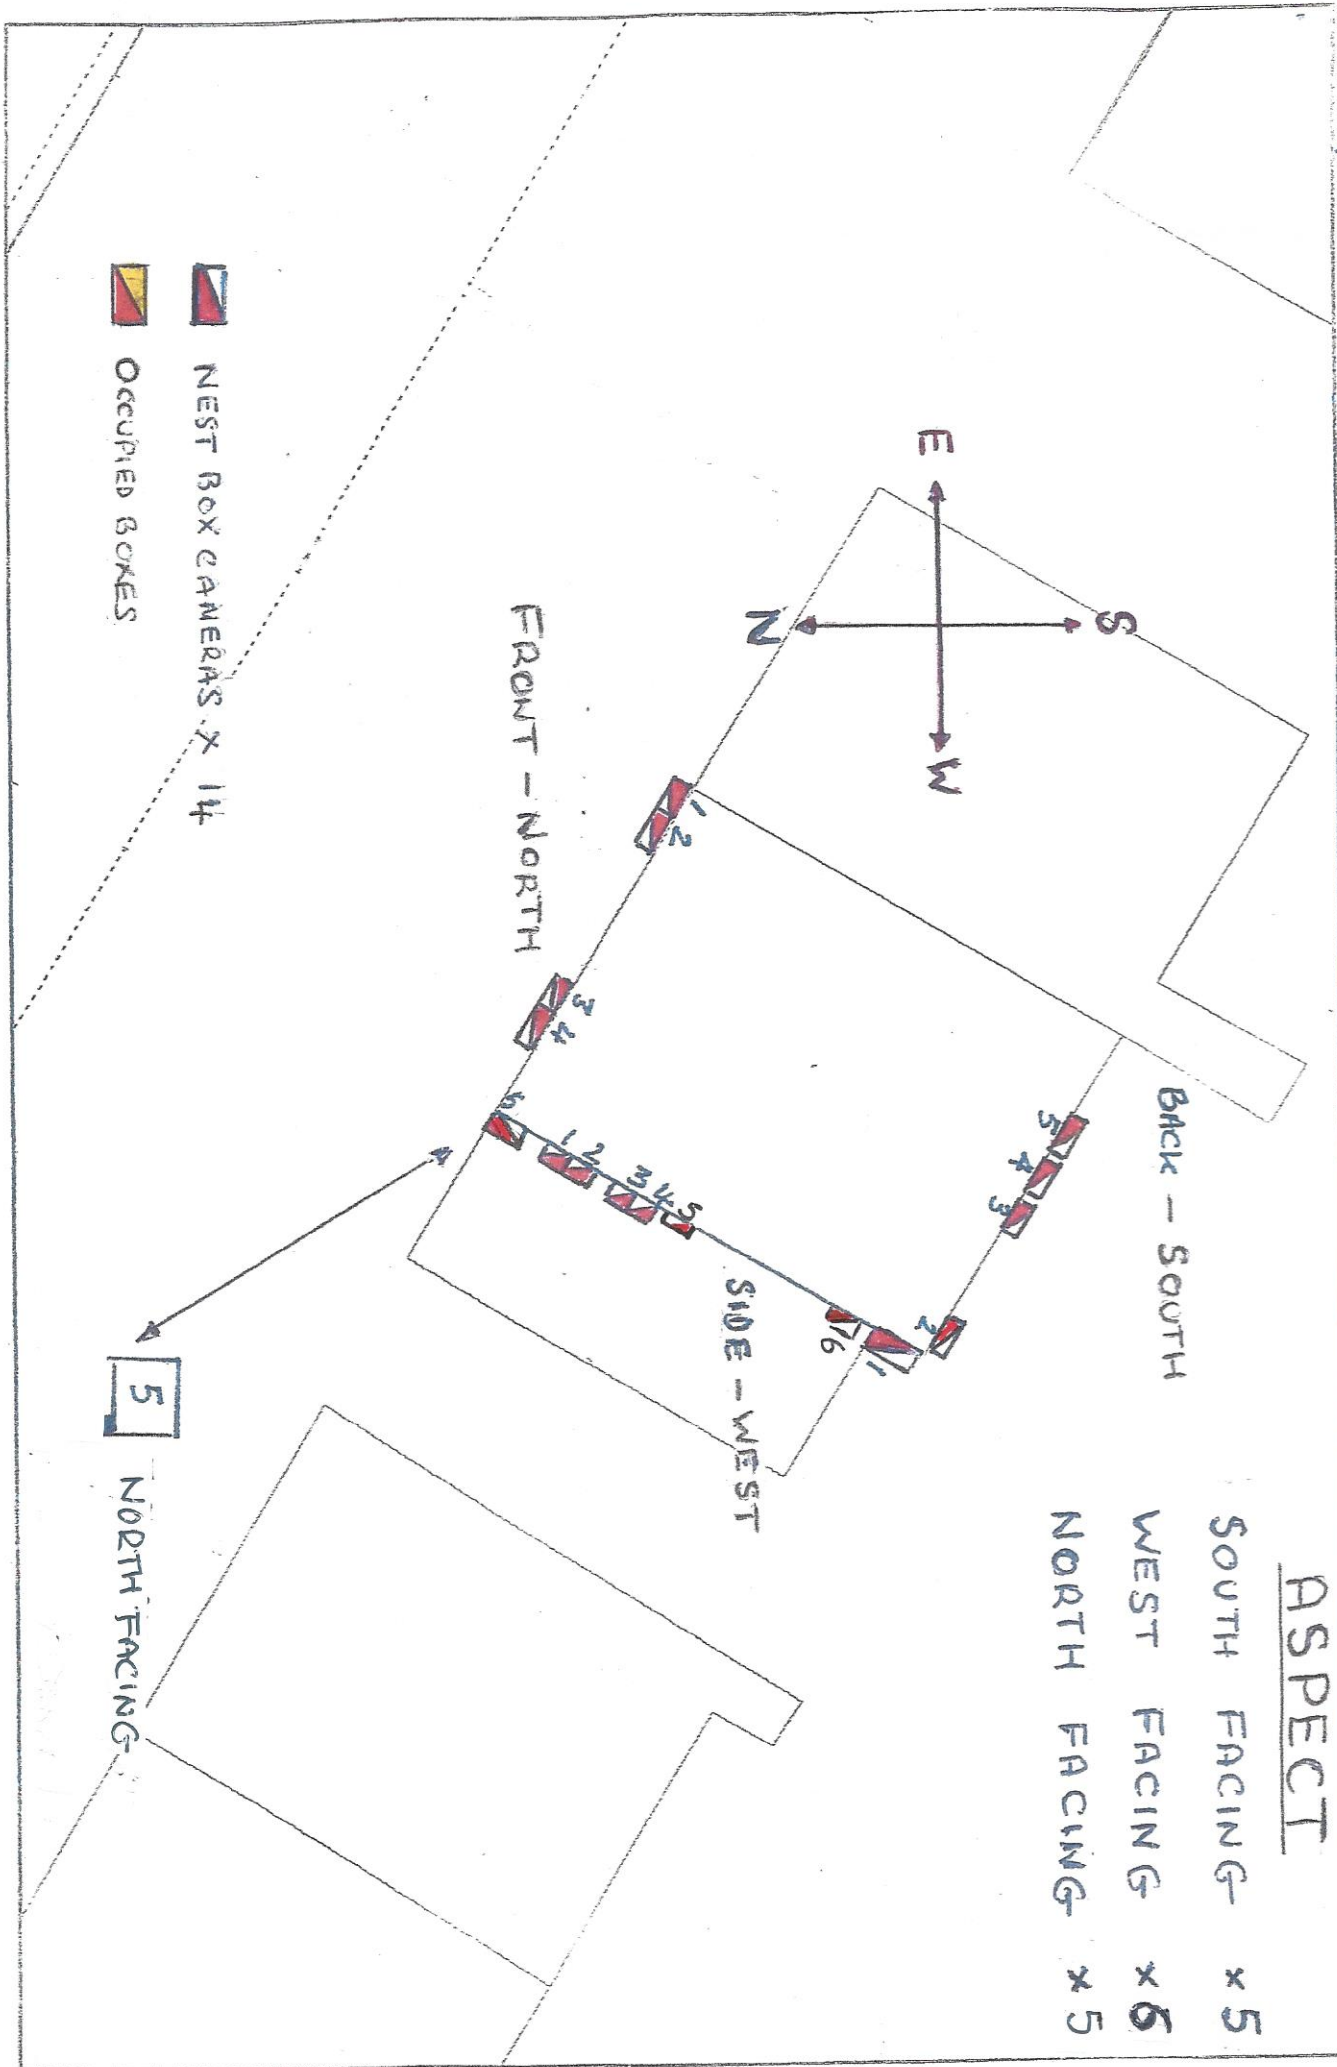 ASPECT
SOUTH FACING x 5
WEST FACING x 6
NORTH FACING x 5
BACK - SOUTH
5 4 3 2
S
E W
N
1 2
3 4
5
1 2 3 4 5
6 1
SIDE - WEST
FRONT - NORTH
NEST BOX CAMERAS x 14
OCCUPIED BOXES
5 NORTH FACING